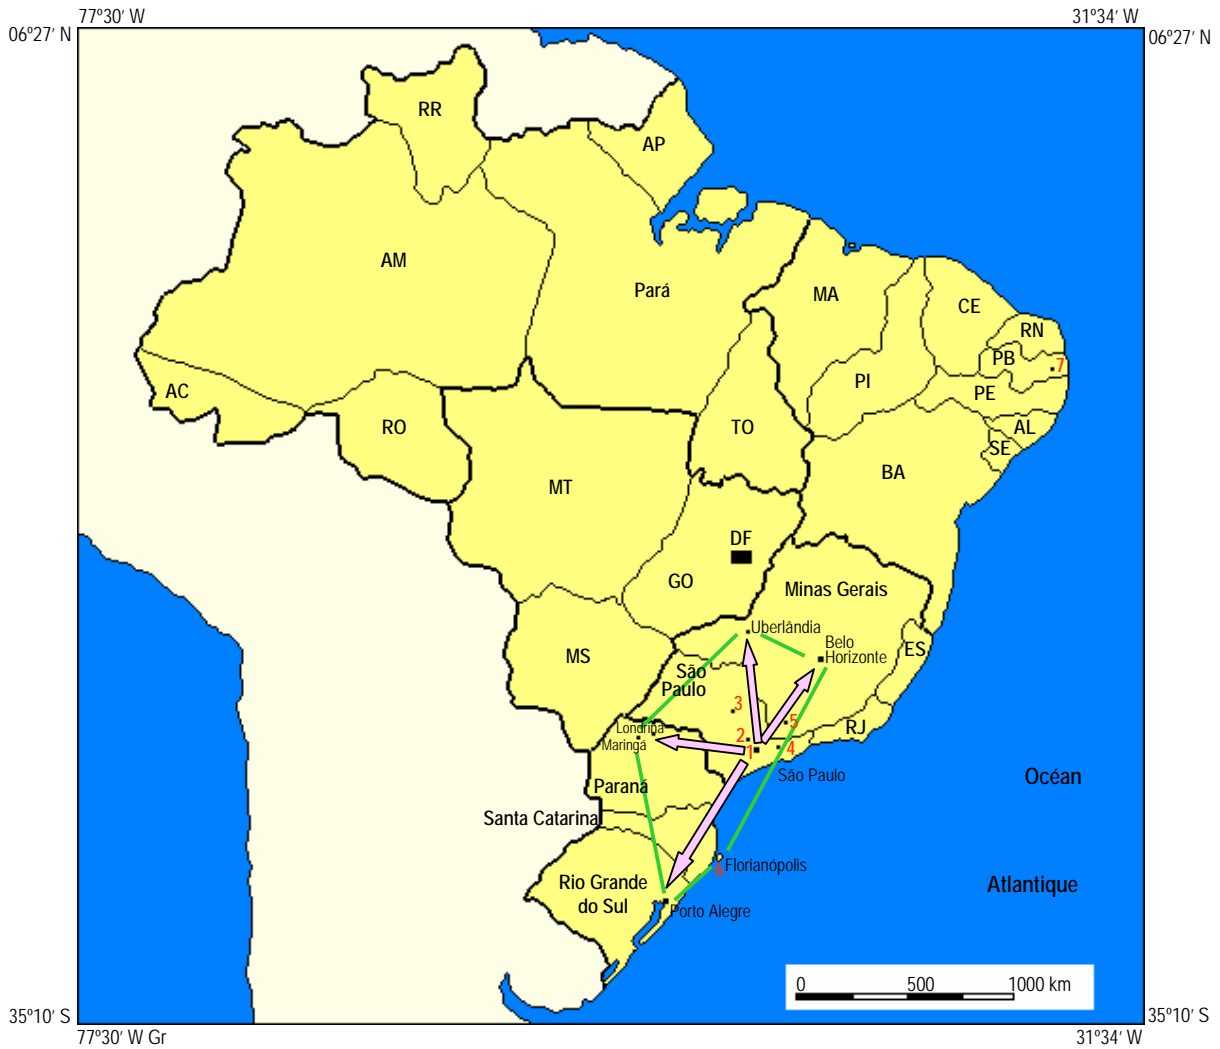 77º30′ W
31º34′ W
06º27′ N
06º27′ N
RR
AP
AM
Pará
MA
CE
RN
PB
7
PI
PE
AC
RO
TO
AL
SE
MT
BA
DF
GO
Minas Gerais
Uberlândia
Belo
Horizonte
ES
MS
São
Paulo
3
5
RJ
Londrina
Maringá
2
1
4
São Paulo
Océan
Paraná
Santa Catarina
6
Florianópolis
Atlantique
Rio Grande
do Sul
Porto Alegre
0 500 1000 km
35º10′ S
35º10′ S
77º30′ W Gr
31º34′ W